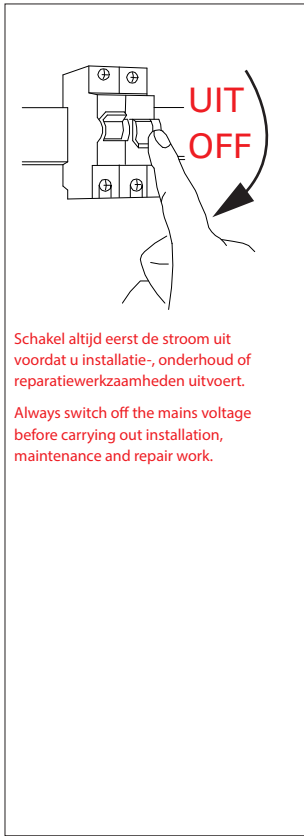 UIT
OFF
Schakel altijd eerst de stroom uit
voordat u installatie-, onderhoud of
reparatiewerkzaamheden uitvoert.
Always switch off the mains voltage
before carrying out installation,
maintenance and repair work.